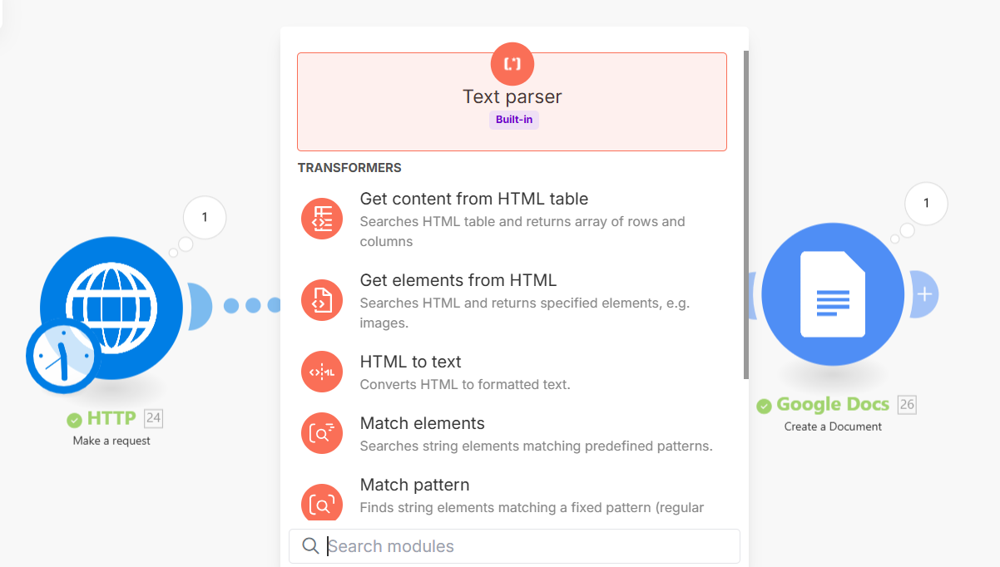 [.*]
Text parser
Built-in
TRANSFORMERS
Get content from HTML table
Searches HTML table and returns array of rows and
columns
Get elements from HTML
Searches HTML and returns specified elements, e.g.
images.
HTML to text
Converts HTML to formatted text.
Match elements
Searches string elements matching predefined patterns.
Match pattern
Finds string elements matching a fixed pattern (regular
Search modules
1
HTTP 24
Make a request
1
Google Docs 26
Create a Document